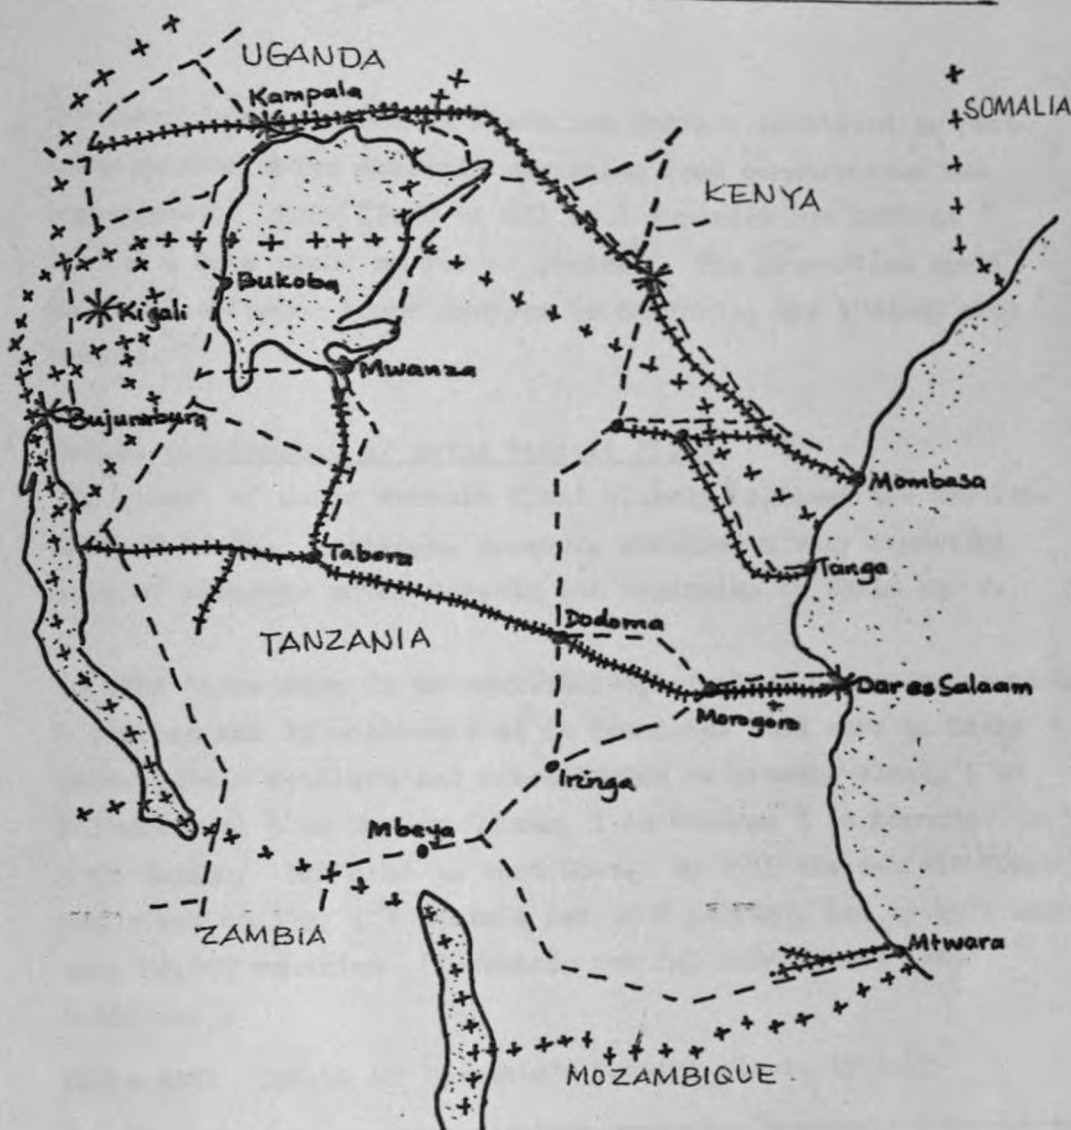 UGANDA
Kampala
SOMALIA
KENYA
Bukoba
Kigali
Mwanza
Bujumbura
Mombasa
Tabora
Tanga
Dodoma
TANZANIA
Dar es Salaam
Morogoro
Iringa
Mbeya
ZAMBIA
Mtwara
MOZAMBIQUE